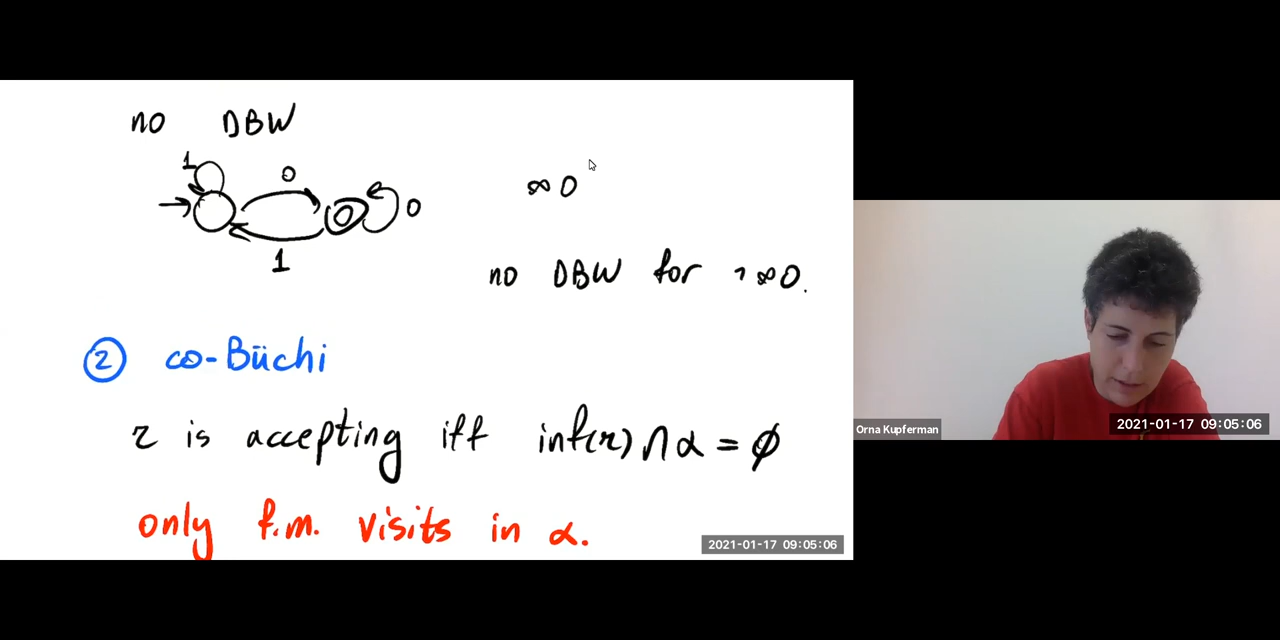 no DBW
1
0
0
1
∞ 0
no DBW for ¬∞0.
② co-Büchi
r is accepting iff inf(r) ∩ α = ∅
only f.m. visits in α.
Orna Kupferman
2021-01-17 09:05:06
2021-01-17 09:05:06